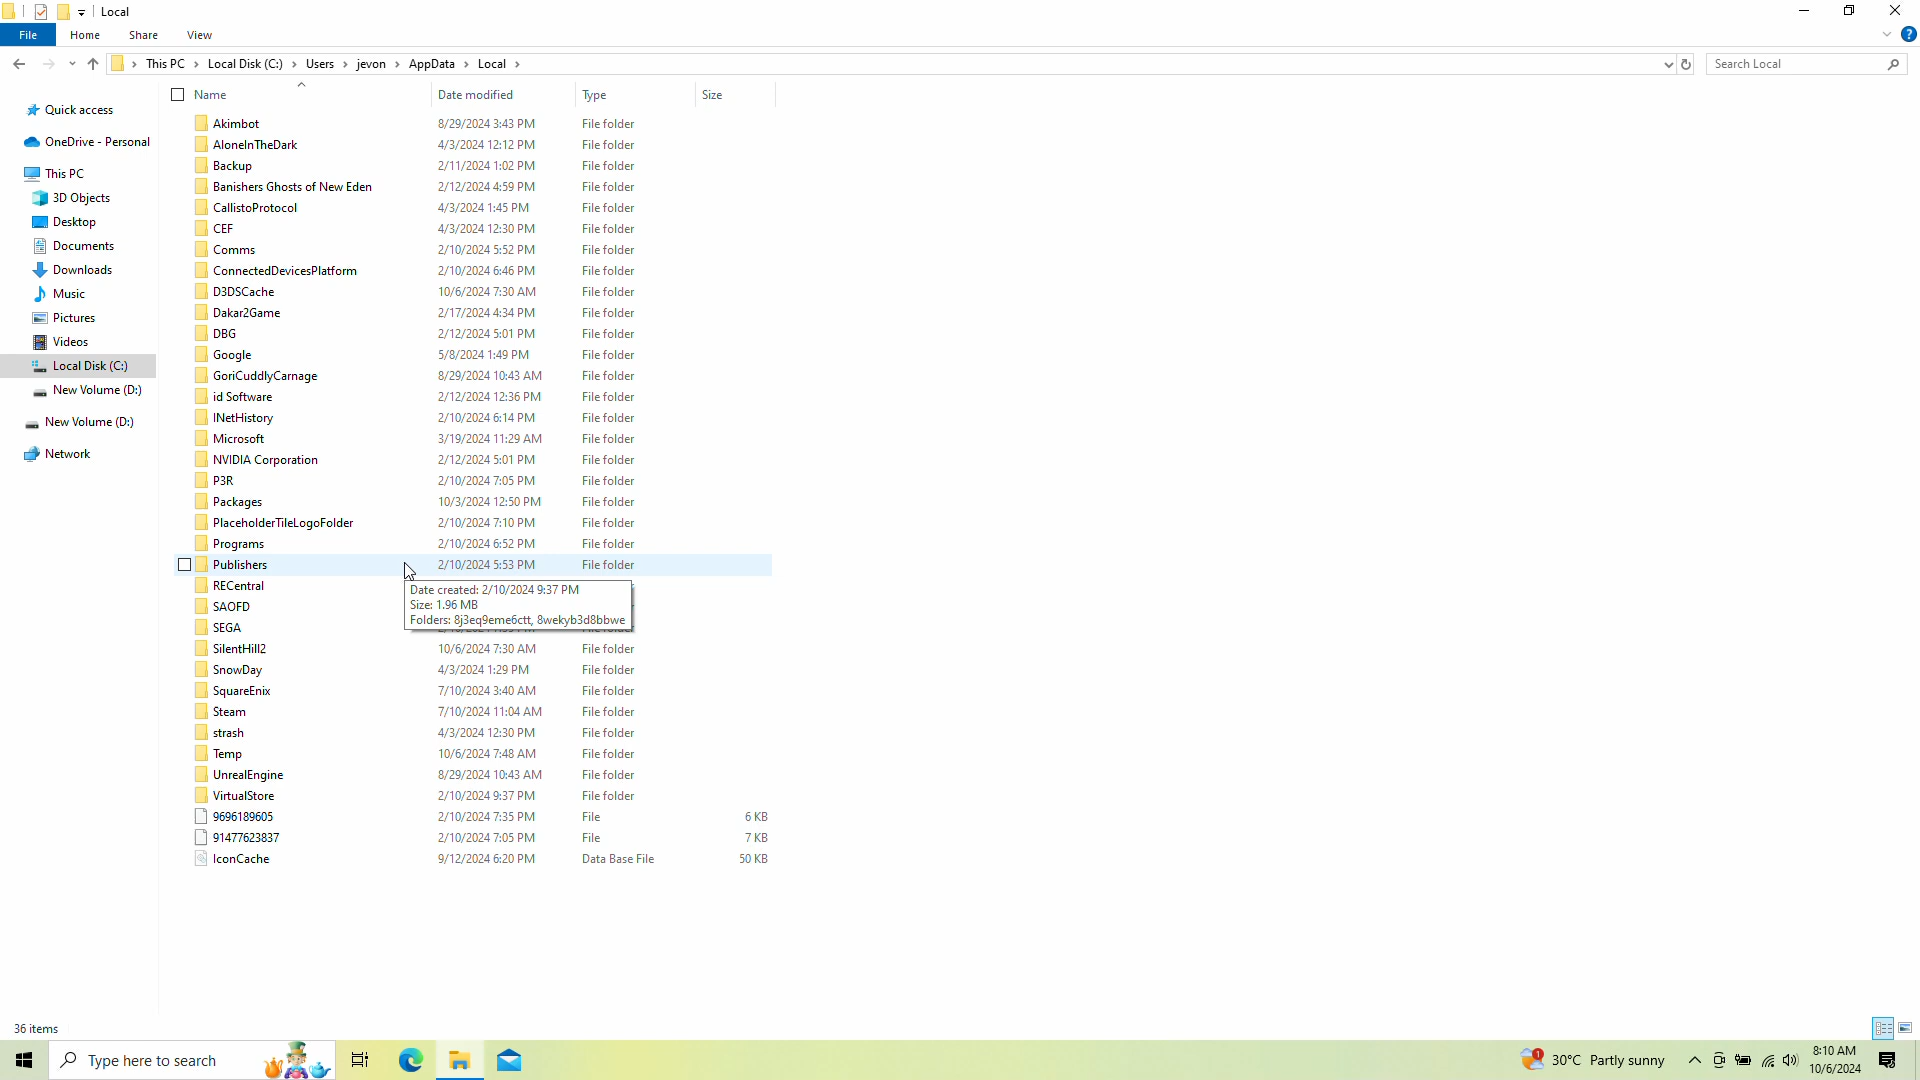 Local
File Home Share View
This PC Local Disk (C:) Users jevon AppData Local
Search Local
Name Date modified Type Size
Quick access
OneDrive - Personal
This PC
3D Objects
Desktop
Documents
Downloads
Music
Pictures
Videos
Local Disk (C:)
New Volume (D:)
New Volume (D:)
Network
Akimbot 8/29/2024 3:43 PM File folder
AloneInTheDark 4/3/2024 12:12 PM File folder
Backup 2/11/2024 1:02 PM File folder
Banishers Ghosts of New Eden 2/12/2024 4:59 PM File folder
CallistoProtocol 4/3/2024 1:45 PM File folder
CEF 4/3/2024 12:30 PM File folder
Comms 2/10/2024 5:52 PM File folder
ConnectedDevicesPlatform 2/10/2024 6:46 PM File folder
D3DSCache 10/6/2024 7:30 AM File folder
Dakar2Game 2/17/2024 4:34 PM File folder
DBG 2/12/2024 5:01 PM File folder
Google 5/8/2024 1:49 PM File folder
GoriCuddlyCarnage 8/29/2024 10:43 AM File folder
id Software 2/12/2024 12:36 PM File folder
INetHistory 2/10/2024 6:14 PM File folder
Microsoft 3/19/2024 11:29 AM File folder
NVIDIA Corporation 2/12/2024 5:01 PM File folder
P3R 2/10/2024 7:05 PM File folder
Packages 10/3/2024 12:50 PM File folder
PlaceholderTileLogoFolder 2/10/2024 7:10 PM File folder
Programs 2/10/2024 6:52 PM File folder
Publishers 2/10/2024 5:53 PM File folder
RECentral
SAOFD
SEGA
Date created: 2/10/2024 9:37 PM
Size: 1.96 MB
Folders: 8j3eq9eme6ctt, 8wekyb3d8bbwe
SilentHill2 10/6/2024 7:30 AM File folder
SnowDay 4/3/2024 1:29 PM File folder
SquareEnix 7/10/2024 3:40 AM File folder
Steam 7/10/2024 11:04 AM File folder
strash 4/3/2024 12:30 PM File folder
Temp 10/6/2024 7:48 AM File folder
UnrealEngine 8/29/2024 10:43 AM File folder
VirtualStore 2/10/2024 9:37 PM File folder
9696189605 2/10/2024 7:35 PM File 6 KB
91477623837 2/10/2024 7:05 PM File 7 KB
IconCache 9/12/2024 6:20 PM Data Base File 50 KB
36 items
Type here to search
1 30°C Partly sunny
8:10 AM
10/6/2024